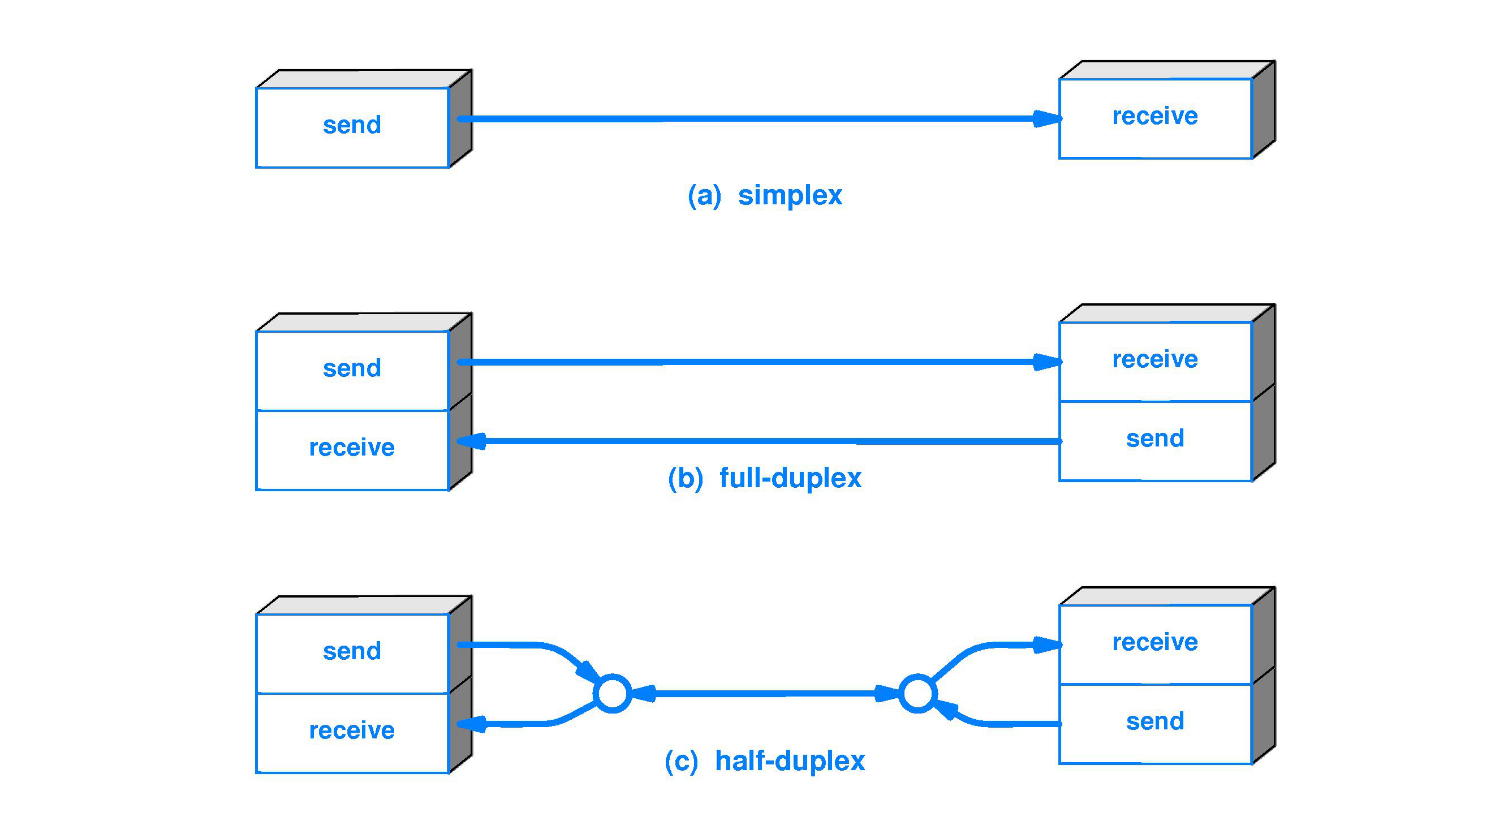 send
receive
(a) simplex
send
receive
receive
send
(b) full-duplex
send
receive
receive
send
(c) half-duplex